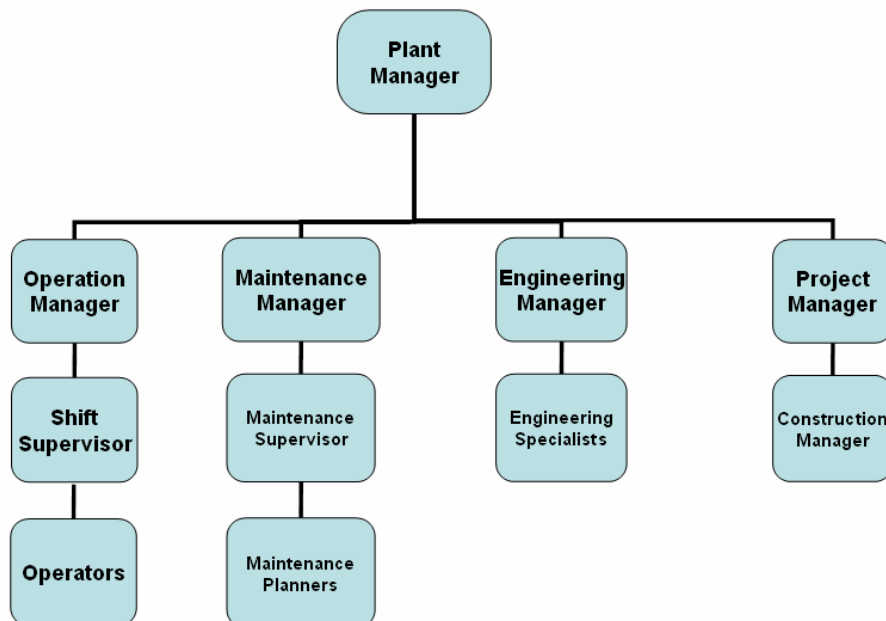 Plant
Manager
Operation
Manager
Maintenance
Manager
Engineering
Manager
Project
Manager
Shift
Supervisor
Maintenance
Supervisor
Engineering
Specialists
Construction
Manager
Operators
Maintenance
Planners